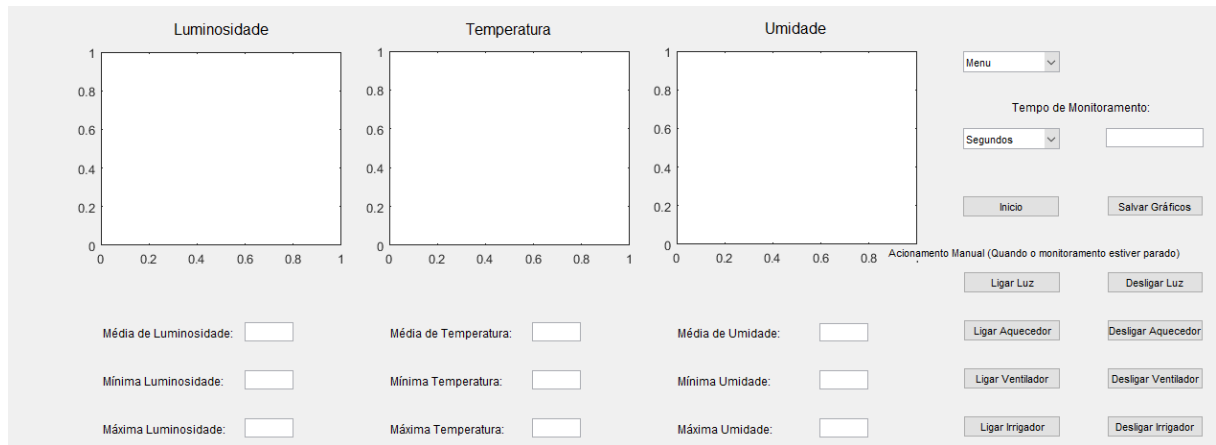 Luminosidade
Temperatura
Umidade
1
0.8
0.6
0.4
0.2
0
0 0.2 0.4 0.6 0.8 1
1
0.8
0.6
0.4
0.2
0
0 0.2 0.4 0.6 0.8 1
1
0.8
0.6
0.4
0.2
0
0 0.2 0.4 0.6 0.8
Menu
Tempo de Monitoramento:
Segundos
Inicio
Salvar Gráficos
Acionamento Manual (Quando o monitoramento estiver parado)
Ligar Luz
Desligar Luz
Ligar Aquecedor
Desligar Aquecedor
Ligar Ventilador
Desligar Ventilador
Ligar Irrigador
Desligar Irrigador
Média de Luminosidade:
Mínima Luminosidade:
Máxima Luminosidade:
Média de Temperatura:
Mínima Temperatura:
Máxima Temperatura:
Média de Umidade:
Mínima Umidade:
Máxima Umidade: